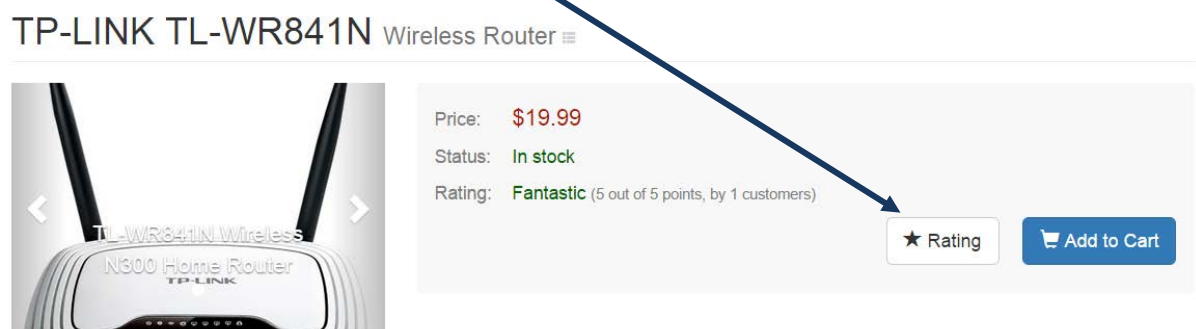 TP-LINK TL-WR841N Wireless Router
Price: $19.99
Status: In stock
Rating: Fantastic (5 out of 5 points, by 1 customers)
TL-WR841N Wireless
N300 Home Router
TP-LINK
Rating
Add to Cart